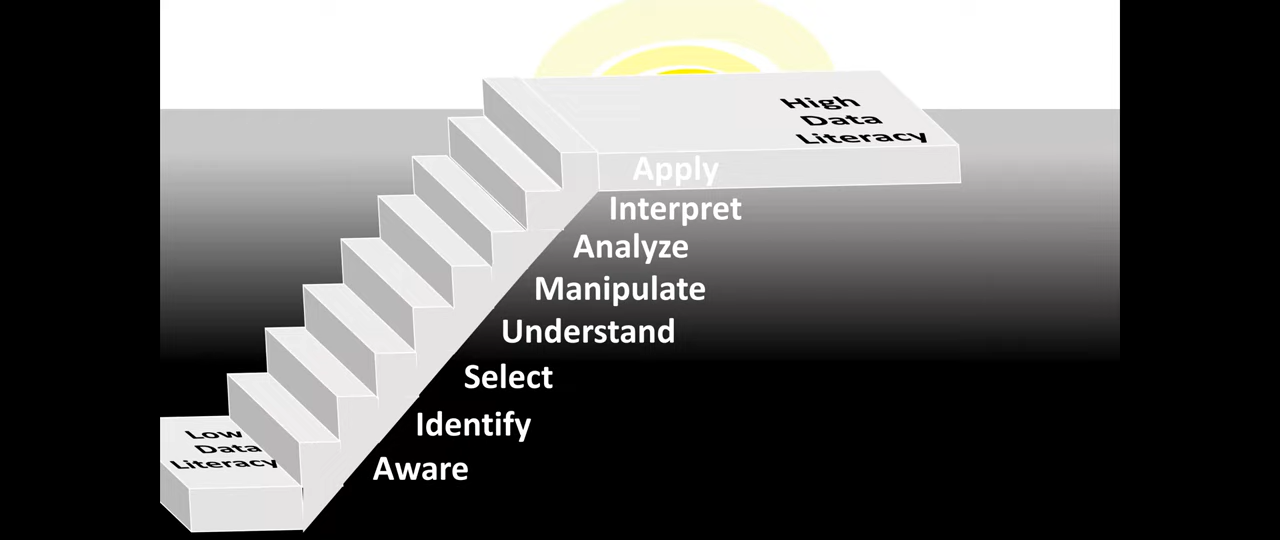 High
Data
Literacy
Apply
Interpret
Analyze
Manipulate
Understand
Select
Identify
Aware
Low
Data
Literacy